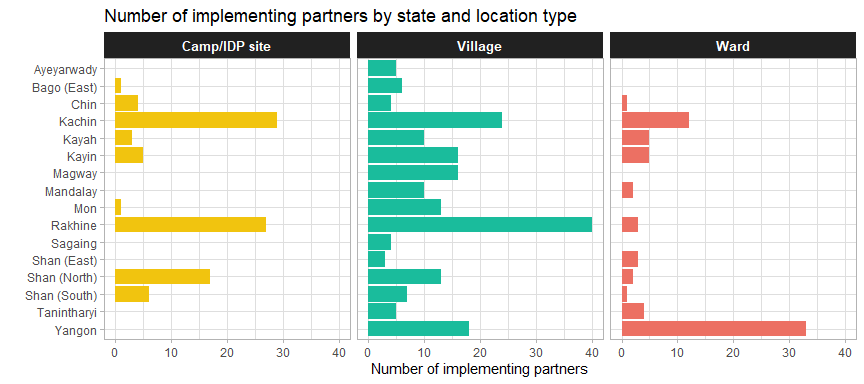 Number of implementing partners by state and location type
Camp/IDP site Village Ward
Ayeyarwady
Bago (East)
Chin
Kachin
Kayah
Kayin
Magway
Mandalay
Mon
Rakhine
Sagaing
Shan (East)
Shan (North)
Shan (South)
Tanintharyi
Yangon
0 10 20 30 40 0 10 20 30 40 0 10 20 30 40
Number of implementing partners